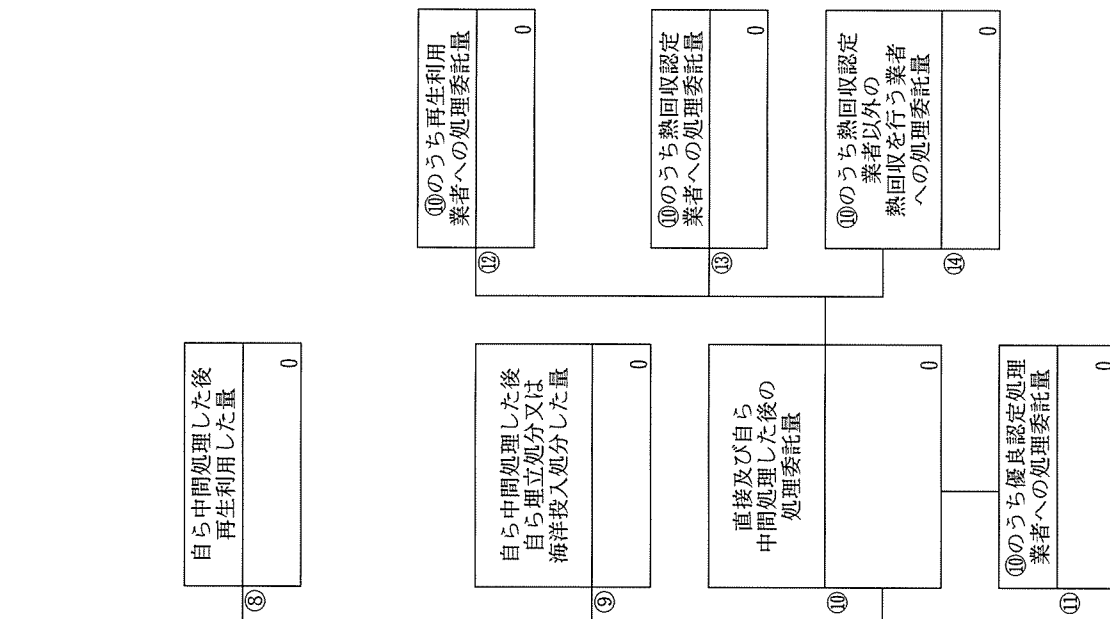 ⑧
自ら中間処理した後
再生利用した量
0
⑨
自ら中間処理した後
自ら埋立処分又は
海洋投入処分した量
0
⑩
直接及び自ら
中間処理した後の
処理委託量
0
⑪
⑩のうち優良認定処理
業者への処理委託量
0
⑫
⑩のうち再生利用
業者への処理委託量
0
⑬
⑩のうち熱回収認定
業者への処理委託量
0
⑭
⑩のうち熱回収認定
業者以外の
熱回収を行う業者
への処理委託量
0